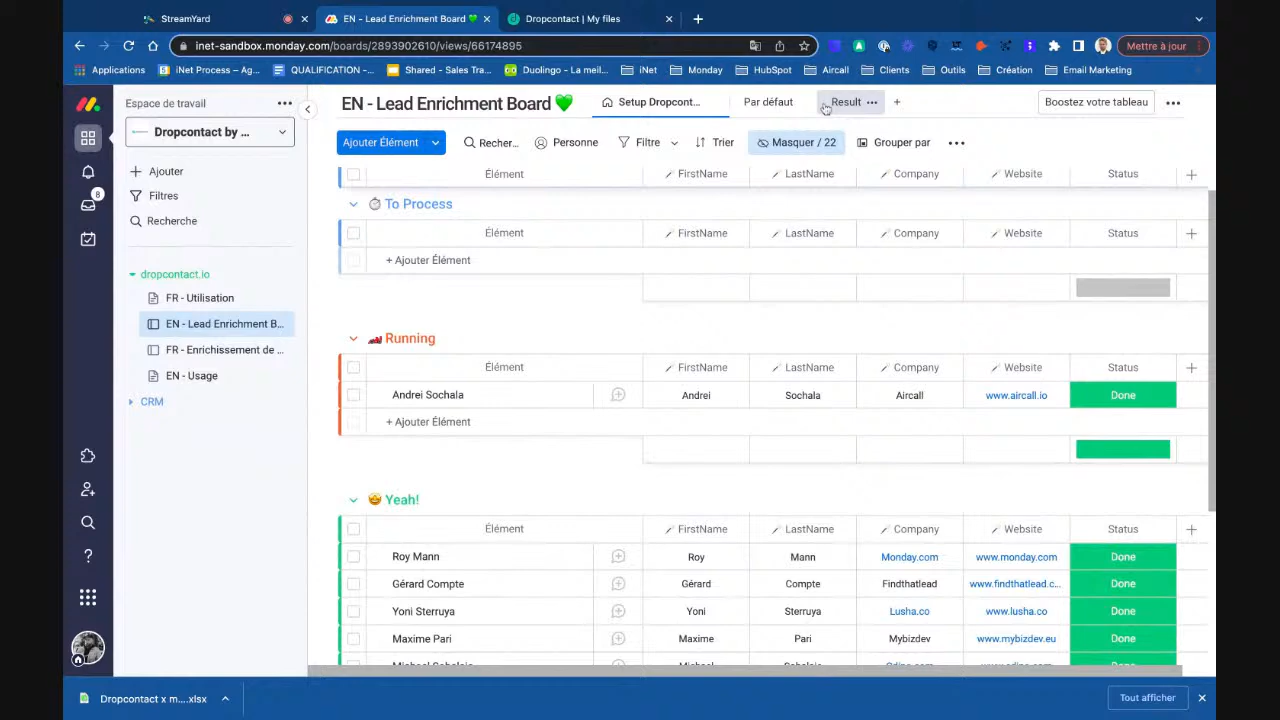 StreamYard
EN - Lead Enrichment Board 💚
Dropcontact | My files
inet-sandbox.monday.com/boards/2893902610/views/66174895
Mettre à jour
Applications
iNet Process – Ag...
QUALIFICATION -...
Shared - Sales Tra...
Duolingo - La meil...
iNet
Monday
HubSpot
Aircall
Clients
Outils
Création
Email Marketing
Espace de travail
Dropcontact by ...
Ajouter
Filtres
Recherche
8
dropcontact.io
FR - Utilisation
EN - Lead Enrichment B...
FR - Enrichissement de ...
EN - Usage
CRM
EN - Lead Enrichment Board 💚
Setup Dropcont...
Par défaut
Result
Boostez votre tableau
Ajouter Élément
Recher...
Personne
Filtre
Trier
Masquer / 22
Grouper par
Élément FirstName LastName Company Website Status
⏱ To Process
Élément FirstName LastName Company Website Status
+ Ajouter Élément
🏎 Running
Élément FirstName LastName Company Website Status
Andrei Sochala Andrei Sochala Aircall www.aircall.io Done
+ Ajouter Élément
🤩 Yeah!
Élément FirstName LastName Company Website Status
Roy Mann Roy Mann Monday.com www.monday.com Done
Gérard Compte Gérard Compte Findthatlead www.findthatlead.c... Done
Yoni Sterruya Yoni Sterruya Lusha.co www.lusha.co Done
Maxime Pari Maxime Pari Mybizdev www.mybizdev.eu Done
Dropcontact x m....xlsx
Tout afficher